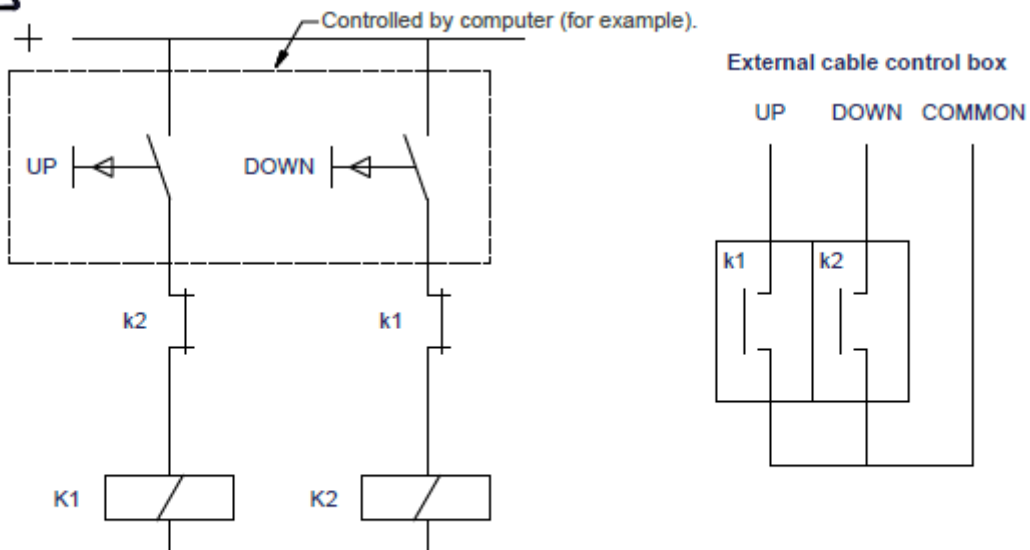 Controlled by computer (for example).
+
External cable control box
UP DOWN COMMON
UP DOWN
k1 k2
k2 k1
K1 K2